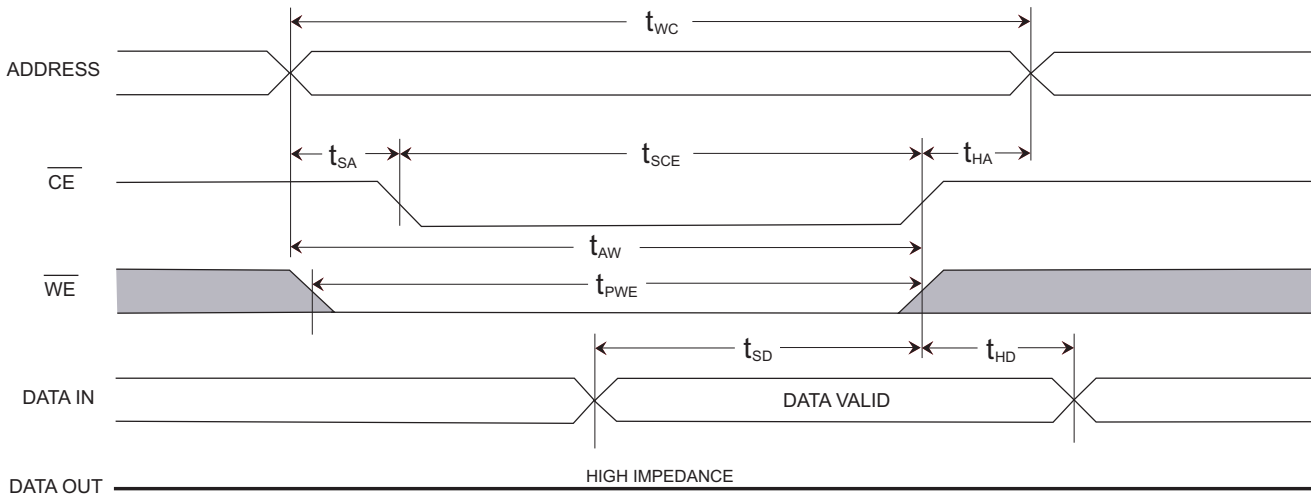 tWC
ADDRESS
tSA
tSCE
tHA
CE
tAW
WE
tPWE
tSD
tHD
DATA IN
DATA VALID
HIGH IMPEDANCE
DATA OUT